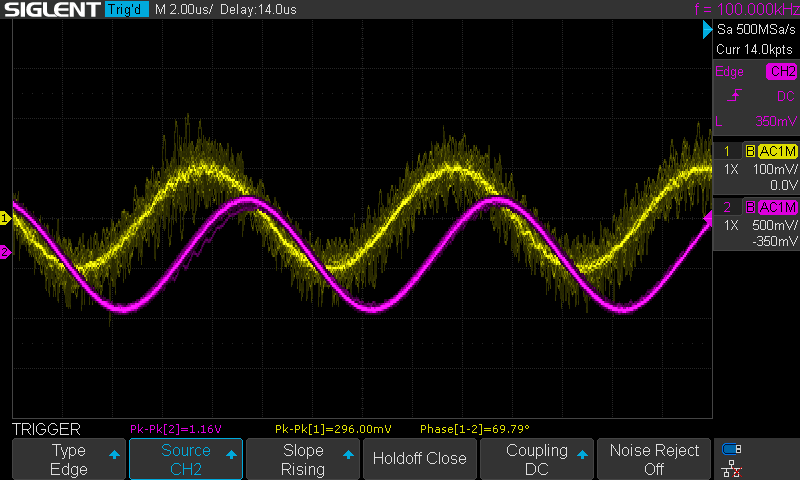 SIGLENT Trig'd M 2.00us/ Delay:14.0us f = 100.000kHz
Sa 500MSa/s
Curr 14.0kpts
Edge CH2
DC
L 350mV
1 B AC1M
1X 100mV/
0.0V
2 B AC1M
1X 500mV/
-350mV
1
2
TRIGGER Pk-Pk[2]=1.16V Pk-Pk[1]=296.00mV Phase[1-2]=69.79°
Type
Edge
Source
CH2
Slope
Rising
Holdoff Close
Coupling
DC
Noise Reject
Off